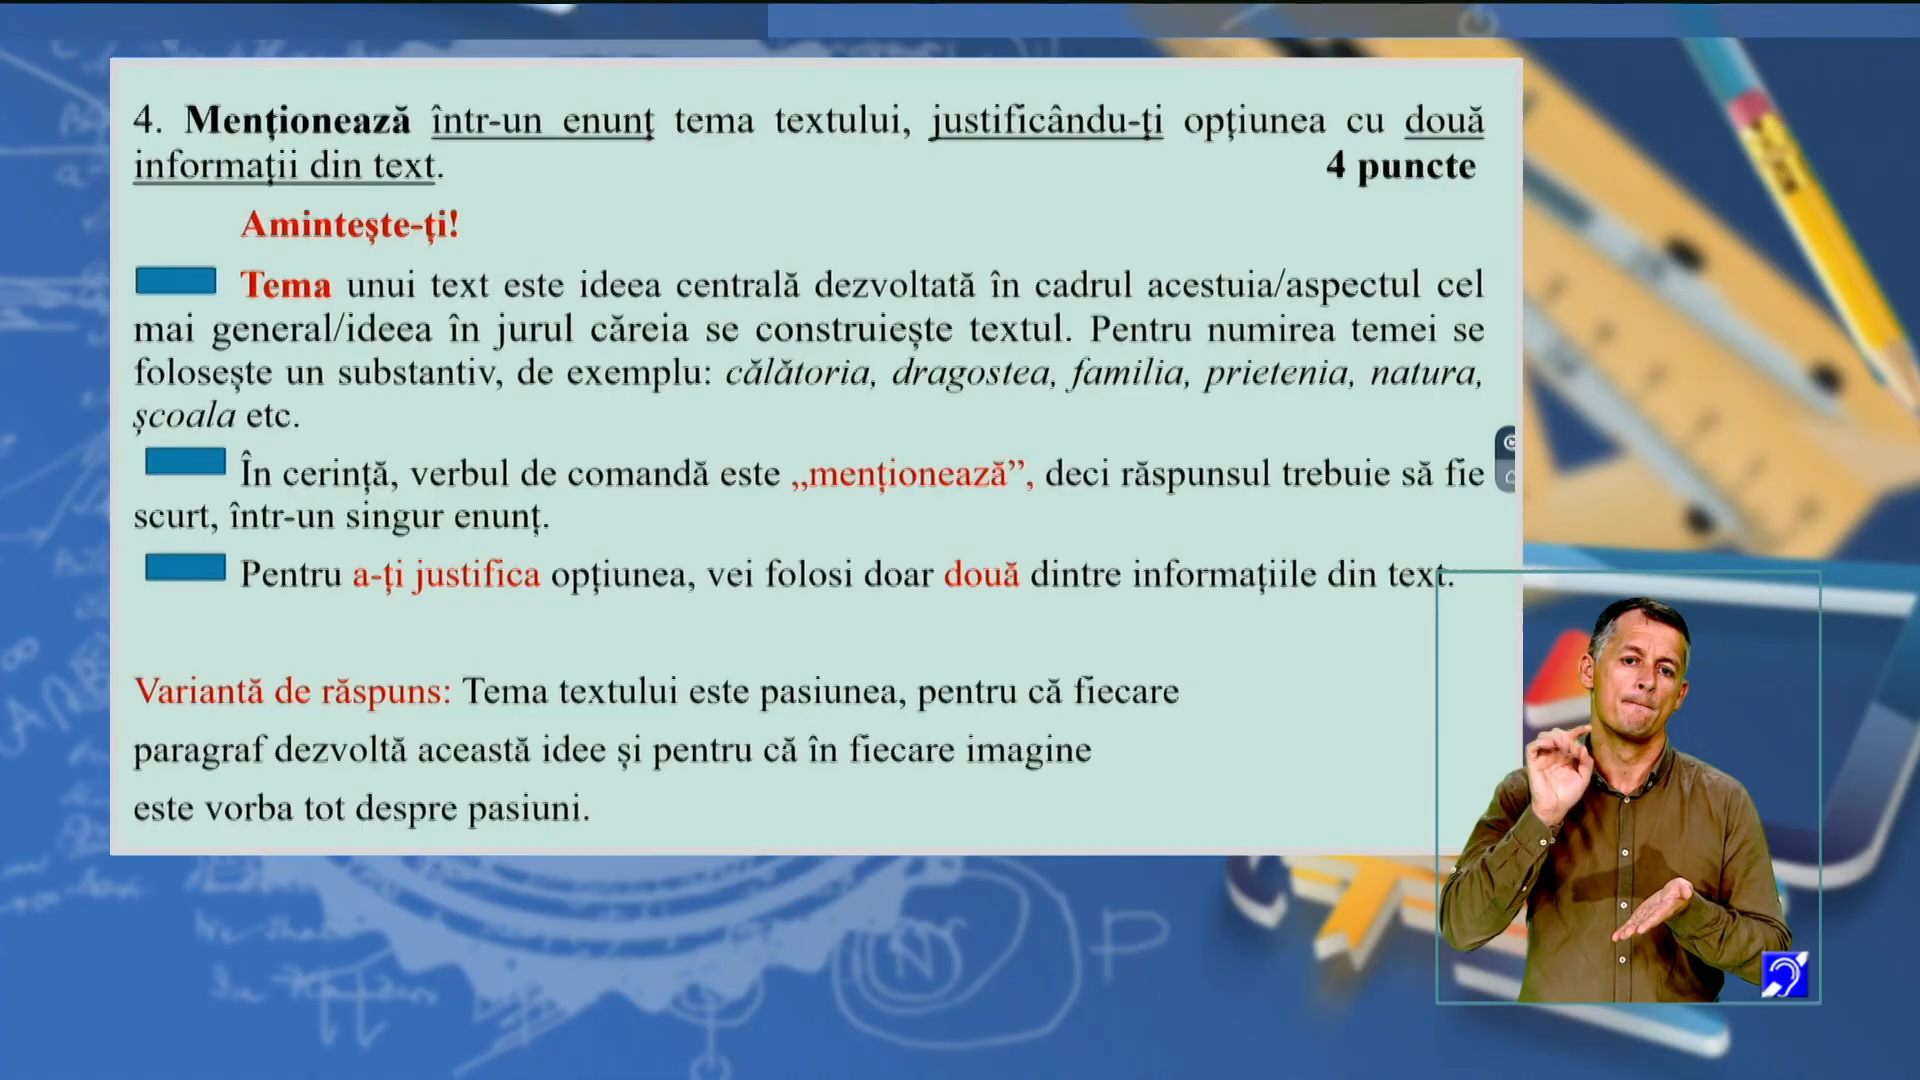 4. Menționează într-un enunț tema textului, justificându-ți opțiunea cu două
informații din text. 4 puncte
Amintește-ți!
Tema unui text este ideea centrală dezvoltată în cadrul acestuia/aspectul cel
mai general/ideea în jurul căreia se construiește textul. Pentru numirea temei se
folosește un substantiv, de exemplu: călătoria, dragostea, familia, prietenia, natura,
școala etc.
În cerință, verbul de comandă este „menționează”, deci răspunsul trebuie să fie
scurt, într-un singur enunț.
Pentru a-ți justifica opțiunea, vei folosi doar două dintre informațiile din text.
Variantă de răspuns: Tema textului este pasiunea, pentru că fiecare
paragraf dezvoltă această idee și pentru că în fiecare imagine
este vorba tot despre pasiuni.
N
P